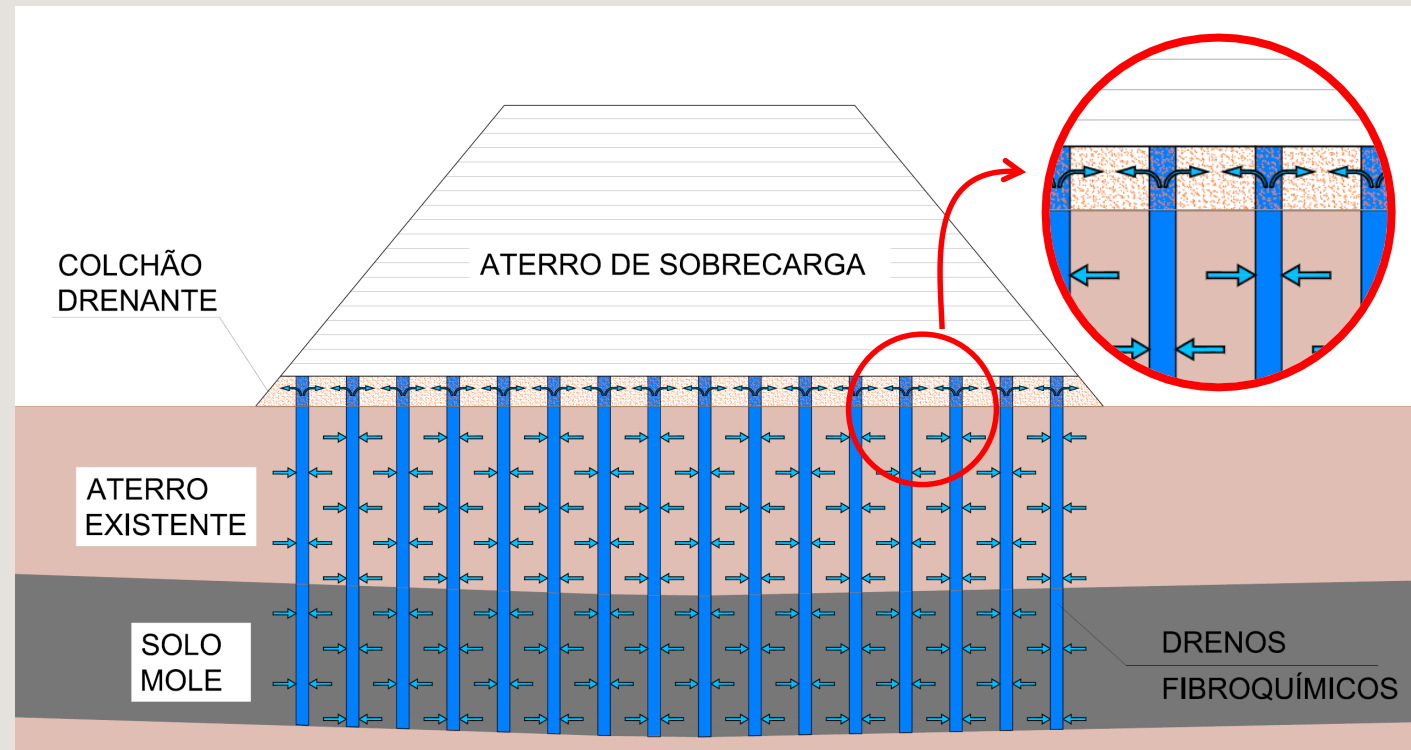 COLCHÃO
DRENANTE
ATERRO DE SOBRECARGA
ATERRO
EXISTENTE
SOLO
MOLE
DRENOS
FIBROQUÍMICOS